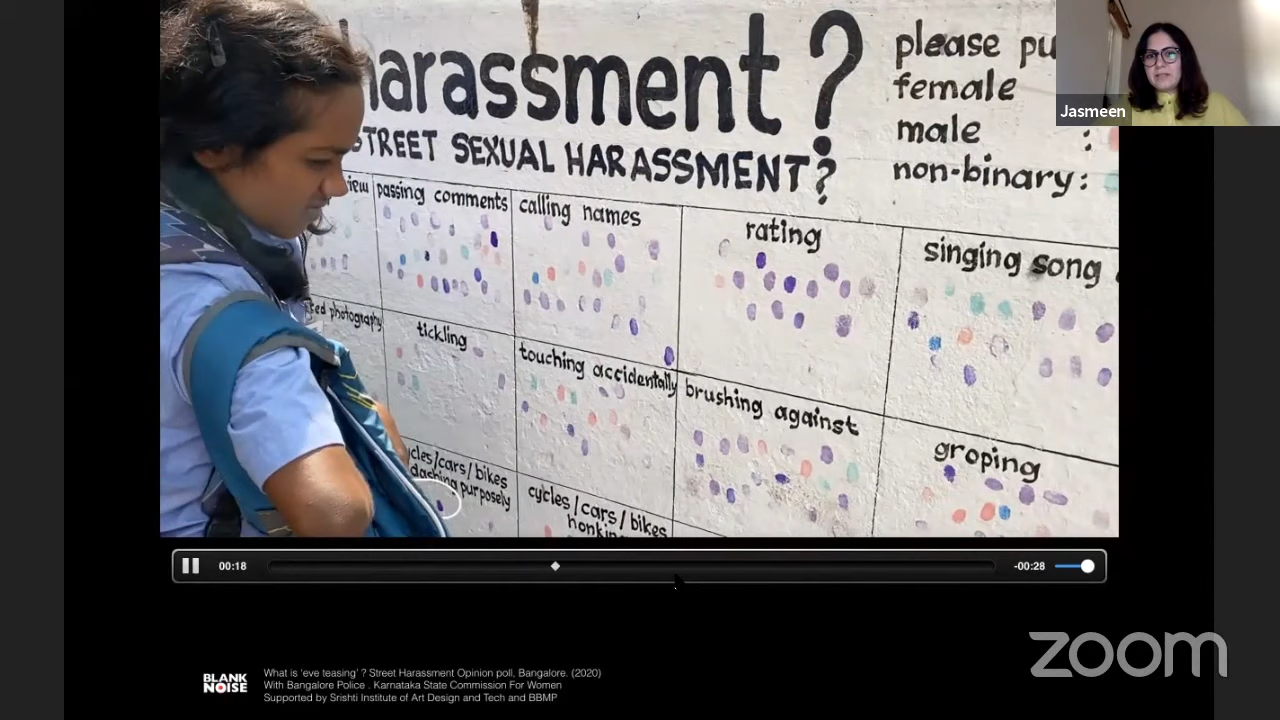 harassment?
STREET SEXUAL HARASSMENT?
please pu
female
male :
non-binary:
Jasmeen
passing comments
calling names
rating
singing song
photography
tickling
touching accidentally
brushing against
groping
cycles/cars/bikes
dashing purposely
cycles/cars/bikes
honking
00:18
-00:28
zoom
BLANK
NOISE
What is 'eve teasing' ? Street Harassment Opinion poll, Bangalore. (2020)
With Bangalore Police . Karnataka State Commission For Women
Supported by Srishti Institute of Art Design and Tech and BBMP